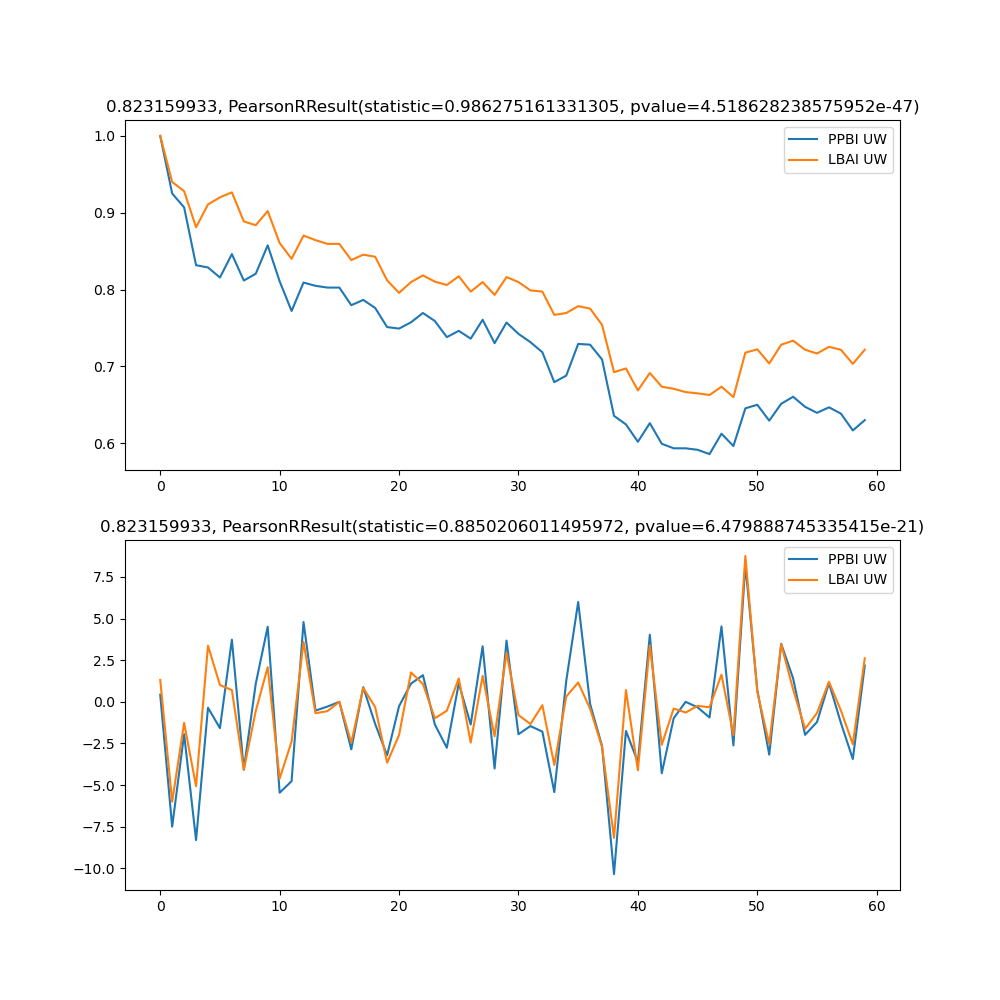 0.823159933, PearsonRResult(statistic=0.986275161331305, pvalue=4.518628238575952e-47)
1.0
0.9
0.8
0.7
0.6
PPBI UW
LBAI UW
0 10 20 30 40 50 60
0.823159933, PearsonRResult(statistic=0.8850206011495972, pvalue=6.479888745335415e-21)
7.5
5.0
2.5
0.0
−2.5
−5.0
−7.5
−10.0
PPBI UW
LBAI UW
0 10 20 30 40 50 60